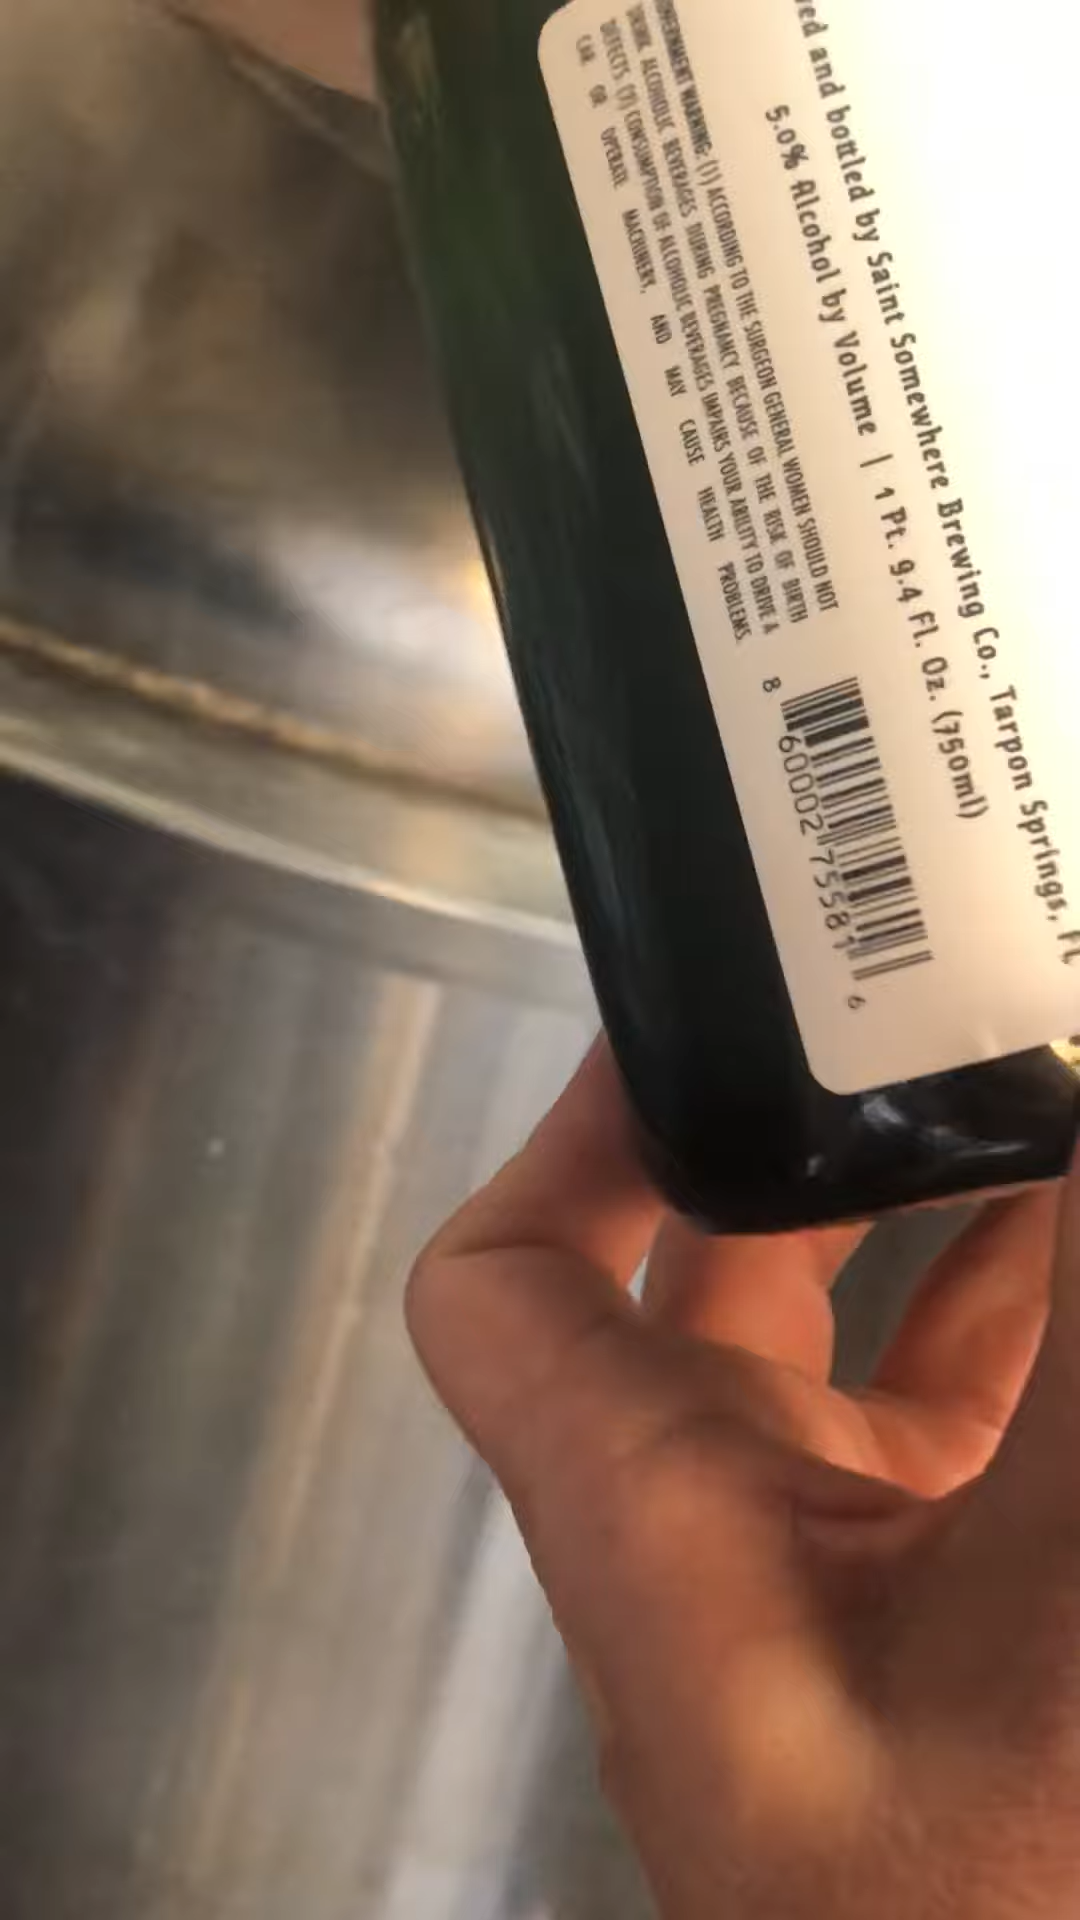 ed and bottled by Saint Somewhere Brewing Co., Tarpon Springs, FL
5.0% Alcohol by Volume | 1 Pt. 9.4 Fl. Oz. (750ml)
GOVERNMENT WARNING: (1) ACCORDING TO THE SURGEON GENERAL WOMEN SHOULD NOT
DRINK ALCOHOLIC BEVERAGES DURING PREGNANCY BECAUSE OF THE RISK OF BIRTH
DEFECTS. (2) CONSUMPTION OF ALCOHOLIC BEVERAGES IMPAIRS YOUR ABILITY TO DRIVE A
CAR OR OPERATE MACHINERY, AND MAY CAUSE HEALTH PROBLEMS.
8 60002 75581 6